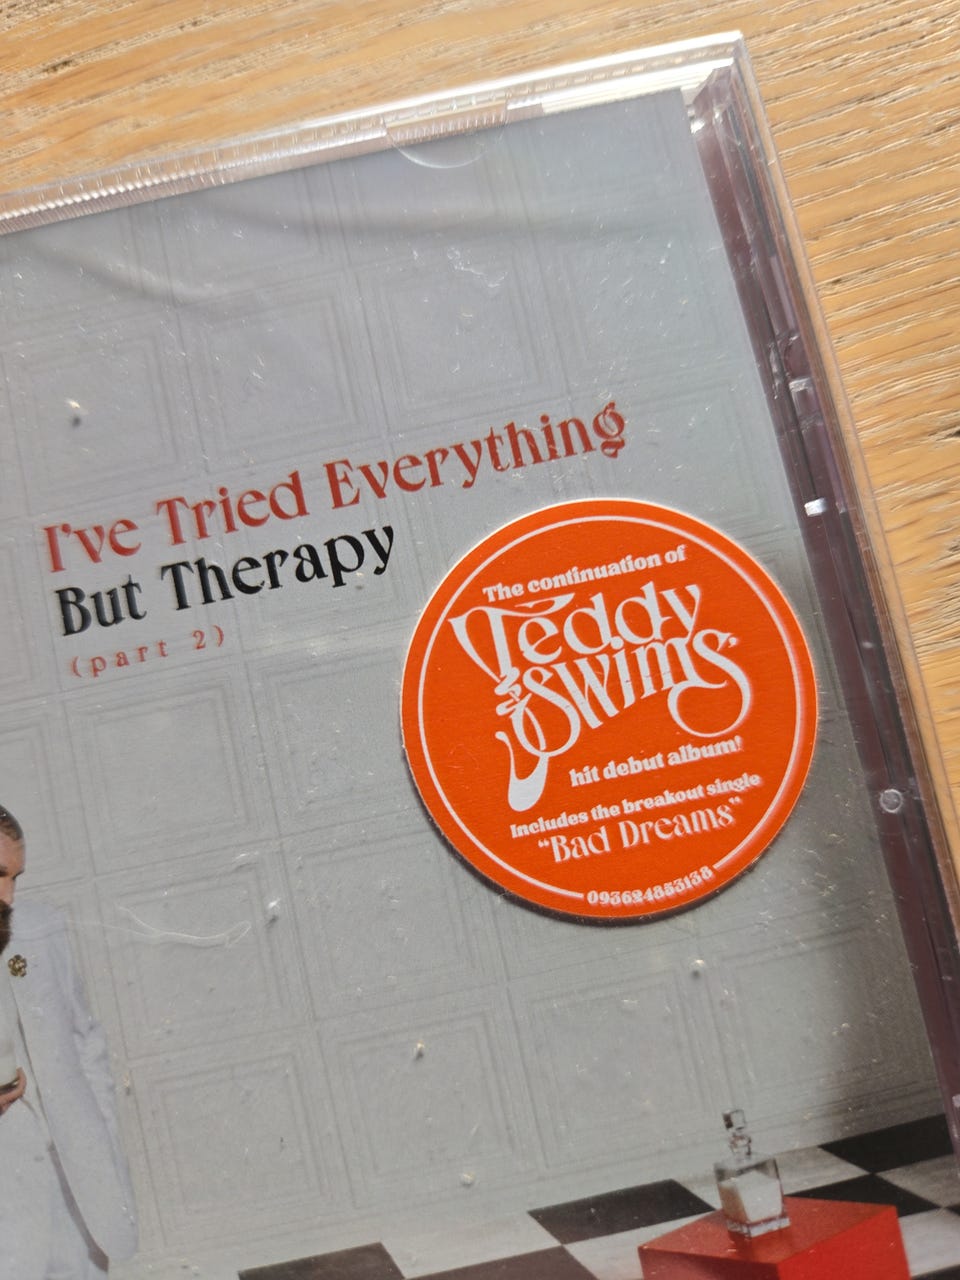 I've Tried Everything
But Therapy
(part 2)
The continuation of
Teddy
Swims
hit debut album!
Includes the breakout single
"Bad Dreams"
093624853138